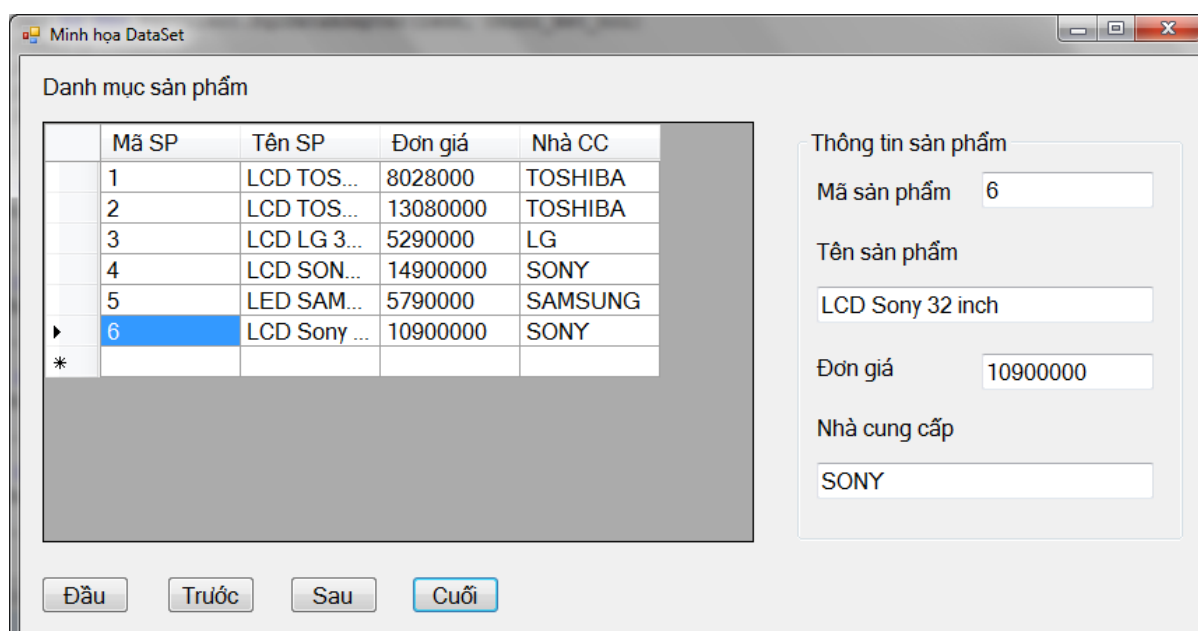 Minh họa DataSet
Danh mục sản phẩm
Mã SP Tên SP Đơn giá Nhà CC
1 LCD TOS... 8028000 TOSHIBA
2 LCD TOS... 13080000 TOSHIBA
3 LCD LG 3... 5290000 LG
4 LCD SON... 14900000 SONY
5 LED SAM... 5790000 SAMSUNG
6 LCD Sony ... 10900000 SONY
Thông tin sản phẩm
Mã sản phẩm 6
Tên sản phẩm
LCD Sony 32 inch
Đơn giá 10900000
Nhà cung cấp
SONY
Đầu Trước Sau Cuối